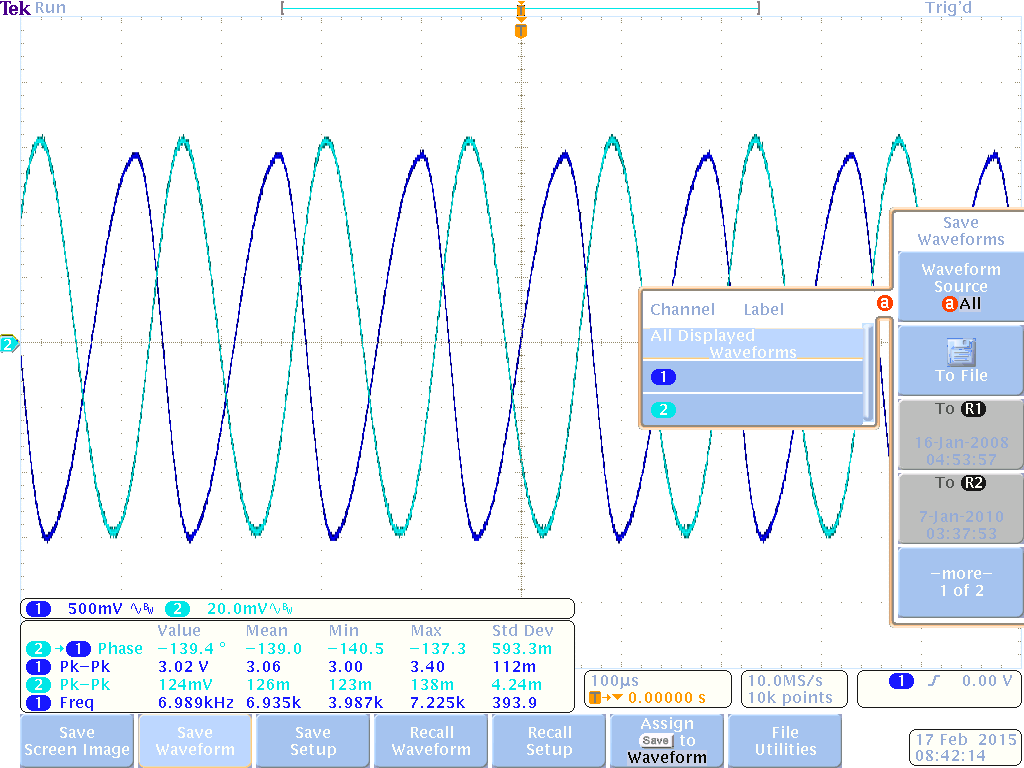 Tek Run Trig'd
T
T
2
Save
Waveforms
Waveform
Source
a All
a
Channel Label
All Displayed
Waveforms
1
2
To File
To R1
16-Jan-2008
04:53:57
To R2
7-Jan-2010
03:37:53
-more-
1 of 2
1 500mV BW 2 20.0mV BW
Value Mean Min Max Std Dev
2 → 1 Phase -139.4 ° -139.0 -140.5 -137.3 593.3m
1 Pk-Pk 3.02 V 3.06 3.00 3.40 112m
2 Pk-Pk 124mV 126m 123m 138m 4.24m
1 Freq 6.989kHz 6.935k 3.987k 7.225k 393.9
100µs
T→▼ 0.00000 s
10.0MS/s
10k points
1 0.00 V
Save
Screen Image
Save
Waveform
Save
Setup
Recall
Waveform
Recall
Setup
Assign
Save to
Waveform
File
Utilities
17 Feb 2015
08:42:14